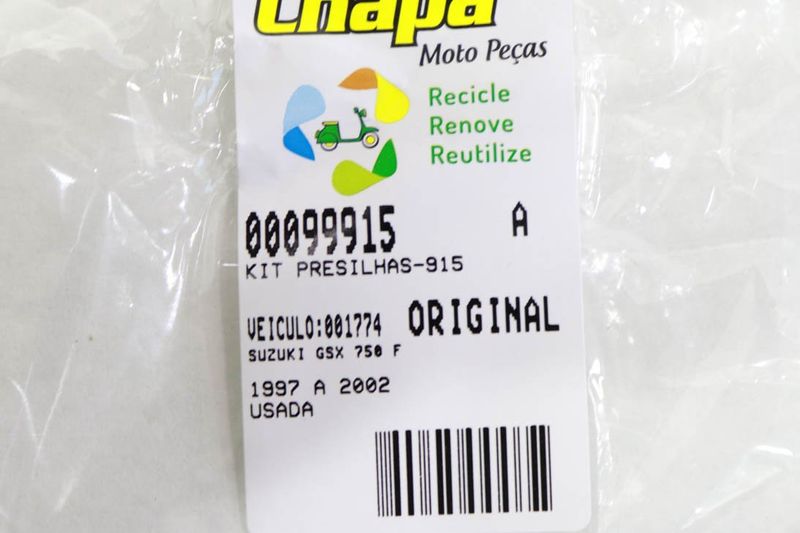 Chapa
Moto Peças
Recicle
Renove
Reutilize
00099915 A
KIT PRESILHAS-915
VEICULO:001774 ORIGINAL
SUZUKI GSX 750 F
1997 A 2002
USADA